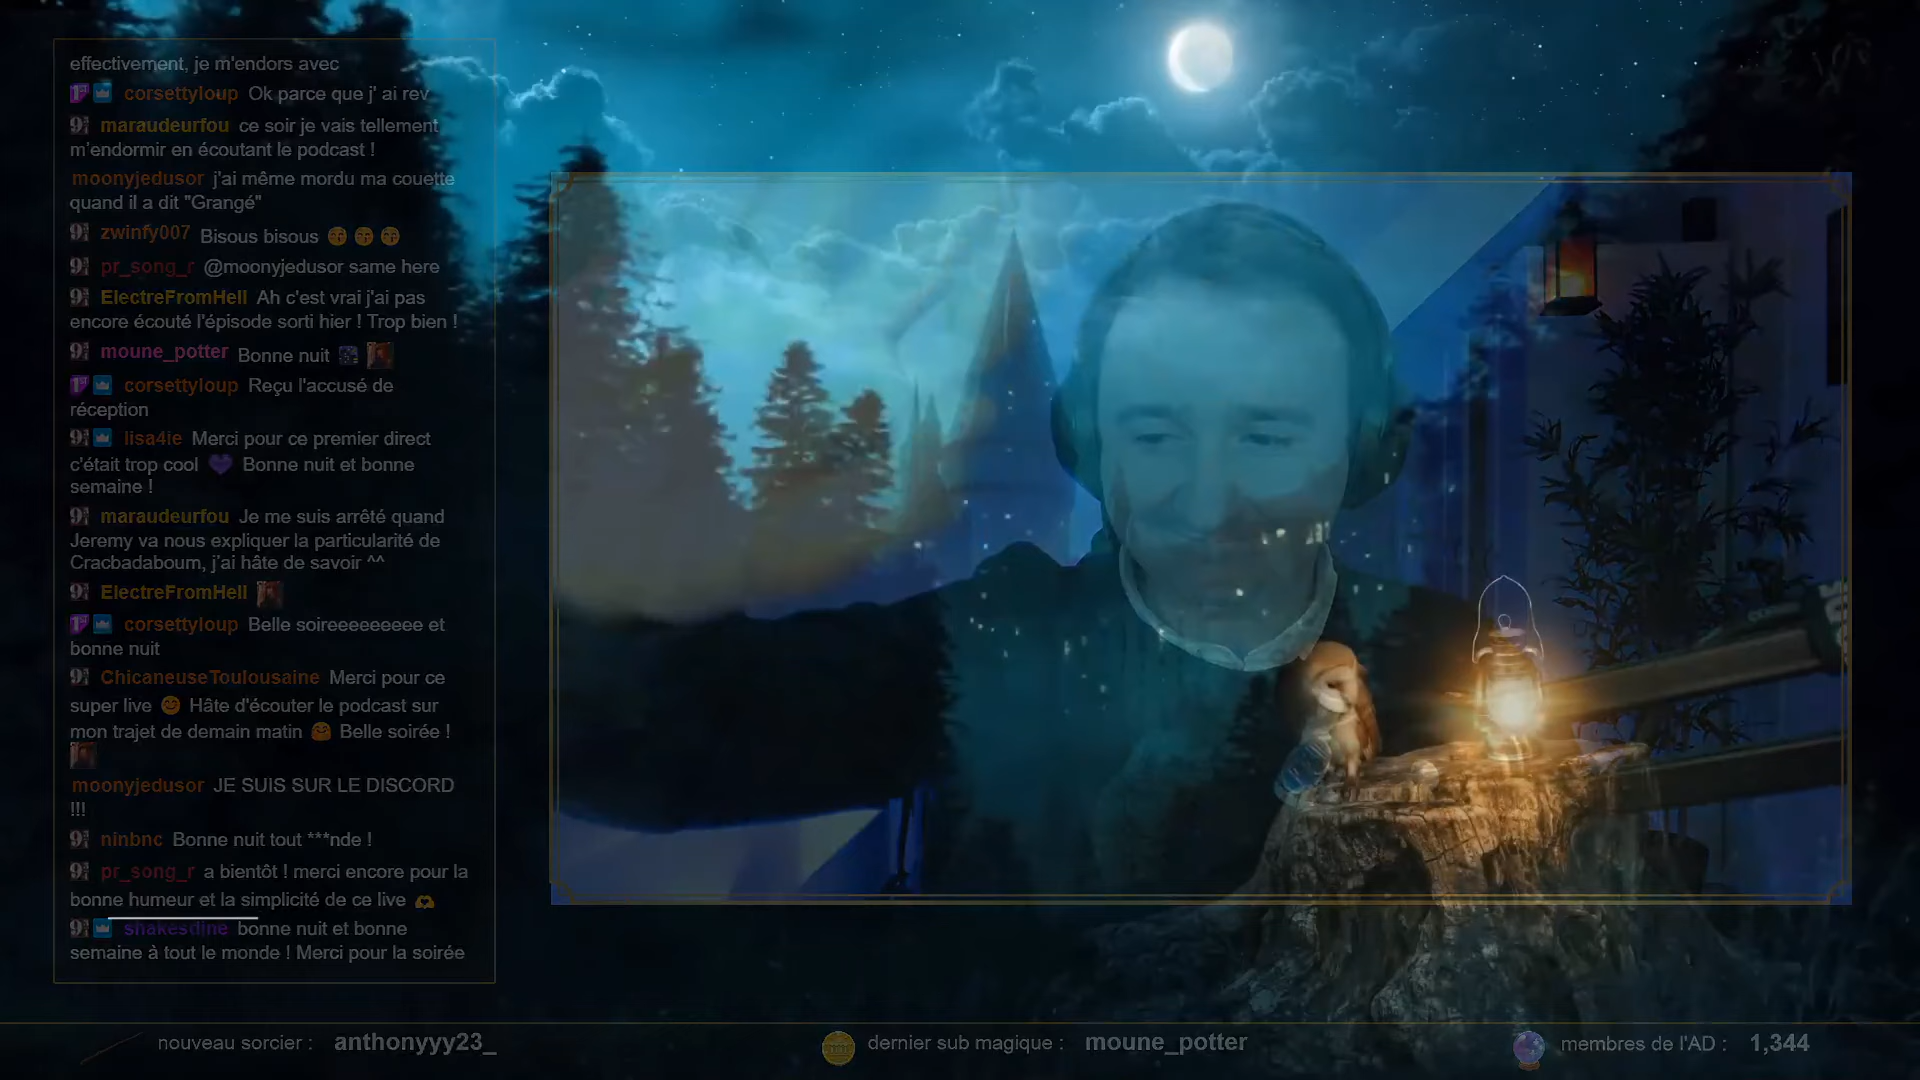 effectivement, je m'endors avec
corsettyloup Ok parce que j' ai rev
maraudeurfou ce soir je vais tellement
m'endormir en écoutant le podcast !
moonyjedusor j'ai même mordu ma couette
quand il a dit "Grangé"
zwinfy007 Bisous bisous
pr_song_r @moonyjedusor same here
ElectreFromHell Ah c'est vrai j'ai pas
encore écouté l'épisode sorti hier ! Trop bien !
moune_potter Bonne nuit
corsettyloup Reçu l'accusé de
réception
lisa4ie Merci pour ce premier direct
c'était trop cool 💜 Bonne nuit et bonne
semaine !
maraudeurfou Je me suis arrêté quand
Jeremy va nous expliquer la particularité de
Cracbadaboum, j'ai hâte de savoir ^^
ElectreFromHell
corsettyloup Belle soireeeeeeeee et
bonne nuit
ChicaneuseToulousaine Merci pour ce
super live 😊 Hâte d'écouter le podcast sur
mon trajet de demain matin 🤗 Belle soirée !
moonyjedusor JE SUIS SUR LE DISCORD
!!!
ninbnc Bonne nuit tout ***nde !
pr_song_r a bientôt ! merci encore pour la
bonne humeur et la simplicité de ce live 🫶
shakesdine bonne nuit et bonne
semaine à tout le monde ! Merci pour la soirée
nouveau sorcier : anthonyyy23_
dernier sub magique : moune_potter
membres de l'AD : 1,344